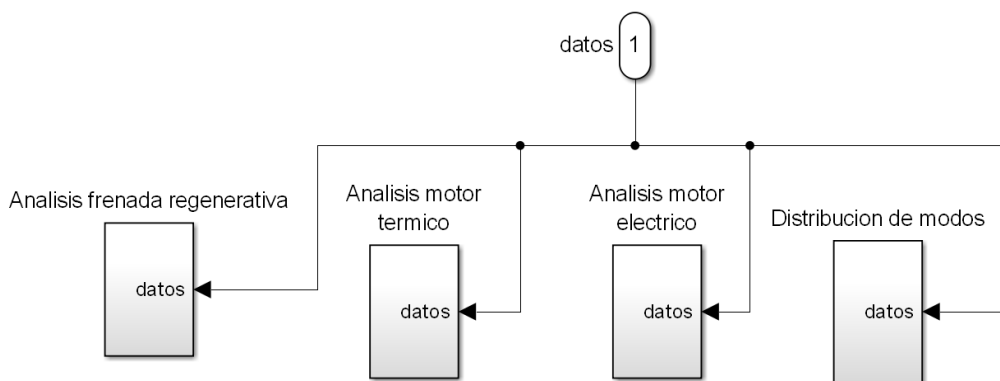 datos 1
Analisis frenada regenerativa
Analisis motor
termico
Analisis motor
electrico
Distribucion de modos
datos
datos
datos
datos